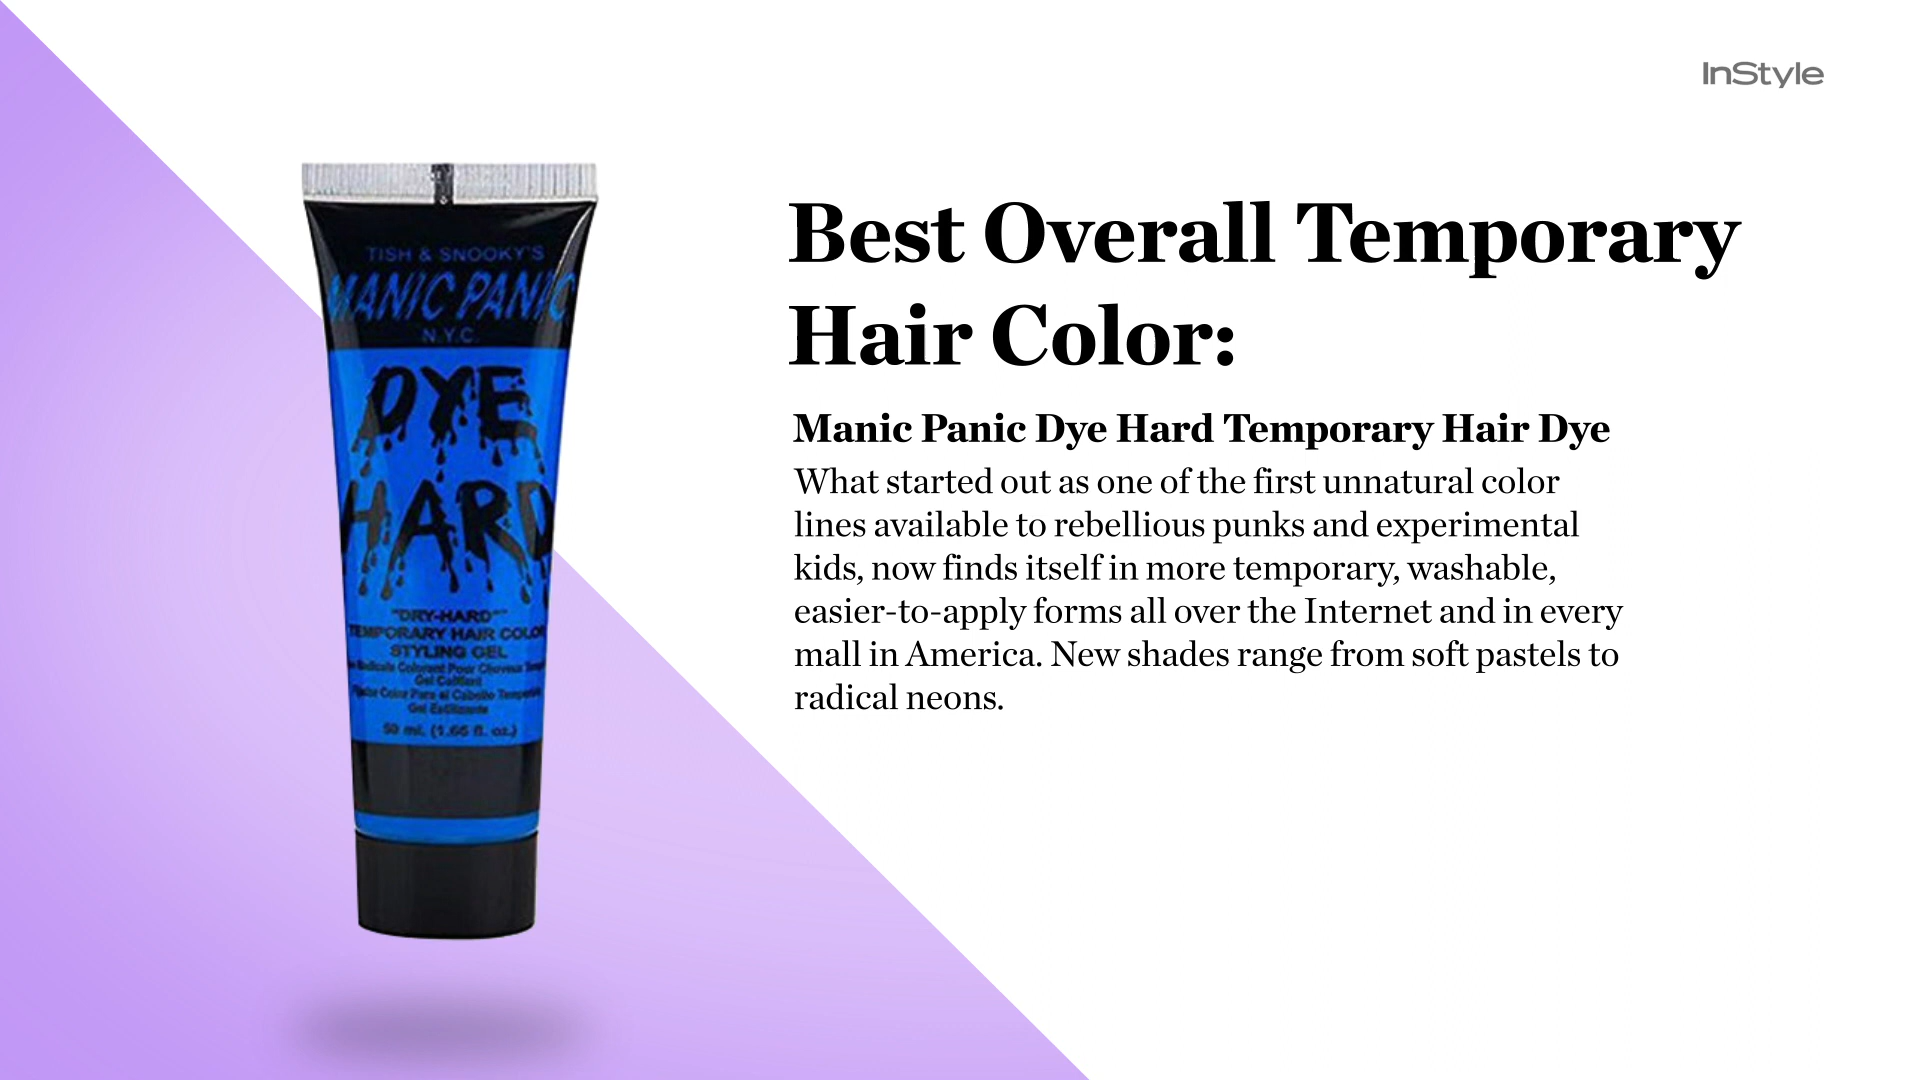 InStyle
TISH & SNOOKY'S
MANIC PANIC
N.Y.C.
DYE
HARD
"DRY-HARD"
TEMPORARY HAIR COLOR
STYLING GEL
Gel Coiffant
Gel Estilizante
50 ml. (1.66 fl. oz.)
Best Overall Temporary
Hair Color:
Manic Panic Dye Hard Temporary Hair Dye
What started out as one of the first unnatural color
lines available to rebellious punks and experimental
kids, now finds itself in more temporary, washable,
easier-to-apply forms all over the Internet and in every
mall in America. New shades range from soft pastels to
radical neons.